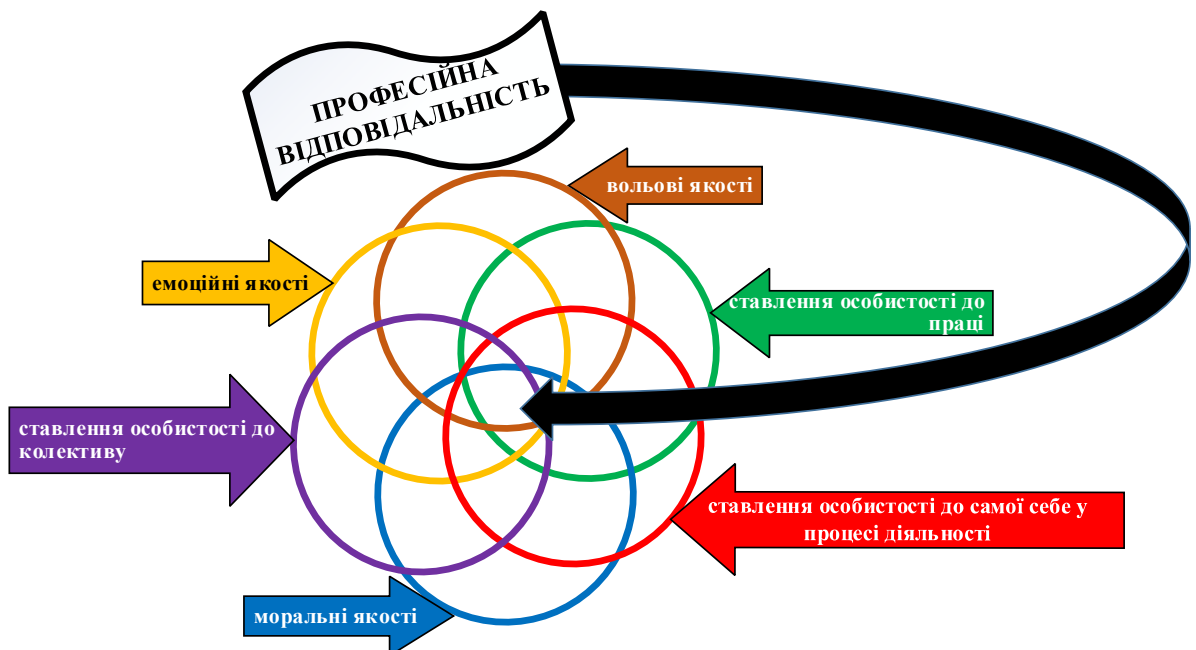 ПРОФЕСІЙНА
ВІДПОВІДАЛЬНІСТЬ
вольові якості
емоційні якості
ставлення особистості до
праці
ставлення особистості до
колективу
ставлення особистості до самої себе у
процесі діяльності
моральні якості